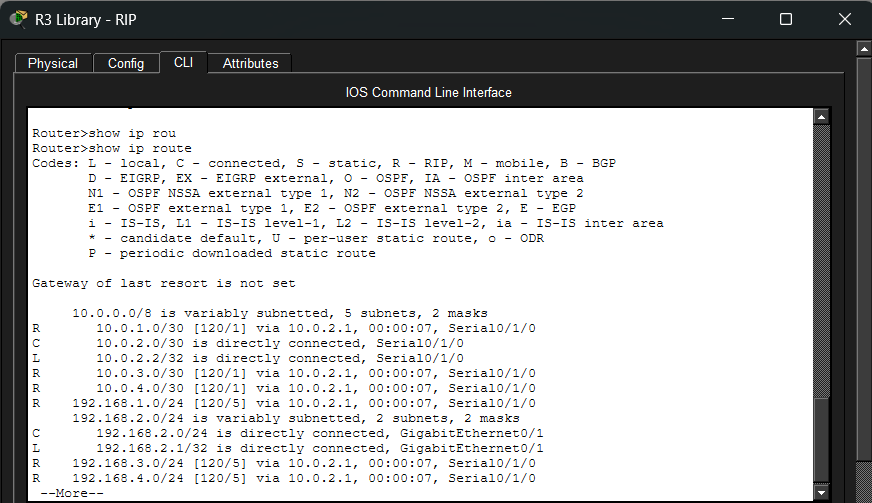 R3 Library - RIP
Physical Config CLI Attributes
IOS Command Line Interface
Router>show ip rou
Router>show ip route
Codes: L - local, C - connected, S - static, R - RIP, M - mobile, B - BGP
       D - EIGRP, EX - EIGRP external, O - OSPF, IA - OSPF inter area
       N1 - OSPF NSSA external type 1, N2 - OSPF NSSA external type 2
       E1 - OSPF external type 1, E2 - OSPF external type 2, E - EGP
       i - IS-IS, L1 - IS-IS level-1, L2 - IS-IS level-2, ia - IS-IS inter area
       * - candidate default, U - per-user static route, o - ODR
       P - periodic downloaded static route
Gateway of last resort is not set
     10.0.0.0/8 is variably subnetted, 5 subnets, 2 masks
R       10.0.1.0/30 [120/1] via 10.0.2.1, 00:00:07, Serial0/1/0
C       10.0.2.0/30 is directly connected, Serial0/1/0
L       10.0.2.2/32 is directly connected, Serial0/1/0
R       10.0.3.0/30 [120/1] via 10.0.2.1, 00:00:07, Serial0/1/0
R       10.0.4.0/30 [120/1] via 10.0.2.1, 00:00:07, Serial0/1/0
R    192.168.1.0/24 [120/5] via 10.0.2.1, 00:00:07, Serial0/1/0
     192.168.2.0/24 is variably subnetted, 2 subnets, 2 masks
C       192.168.2.0/24 is directly connected, GigabitEthernet0/1
L       192.168.2.1/32 is directly connected, GigabitEthernet0/1
R    192.168.3.0/24 [120/5] via 10.0.2.1, 00:00:07, Serial0/1/0
R    192.168.4.0/24 [120/5] via 10.0.2.1, 00:00:07, Serial0/1/0
 --More--